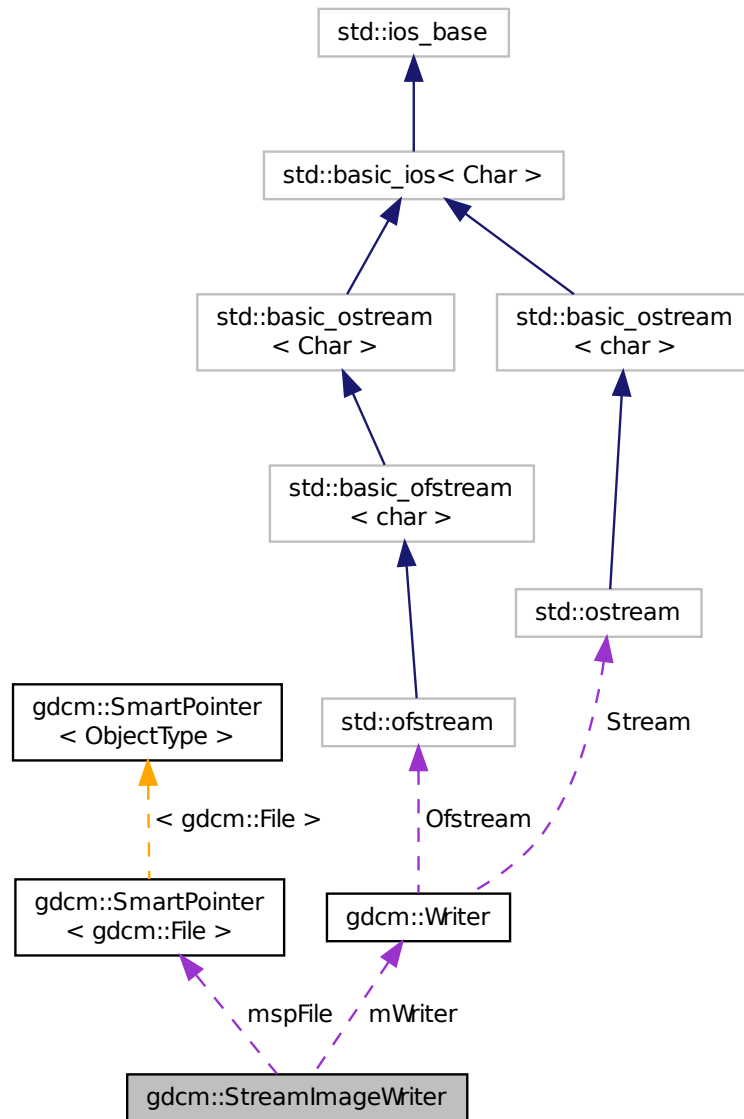 std::ios_base
std::basic_ios< Char >
std::basic_ostream
< Char >
std::basic_ostream
< char >
std::basic_ofstream
< char >
std::ostream
gdcm::SmartPointer
< ObjectType >
std::ofstream
Stream
< gdcm::File >
Ofstream
gdcm::SmartPointer
< gdcm::File >
gdcm::Writer
mspFile
mWriter
gdcm::StreamImageWriter